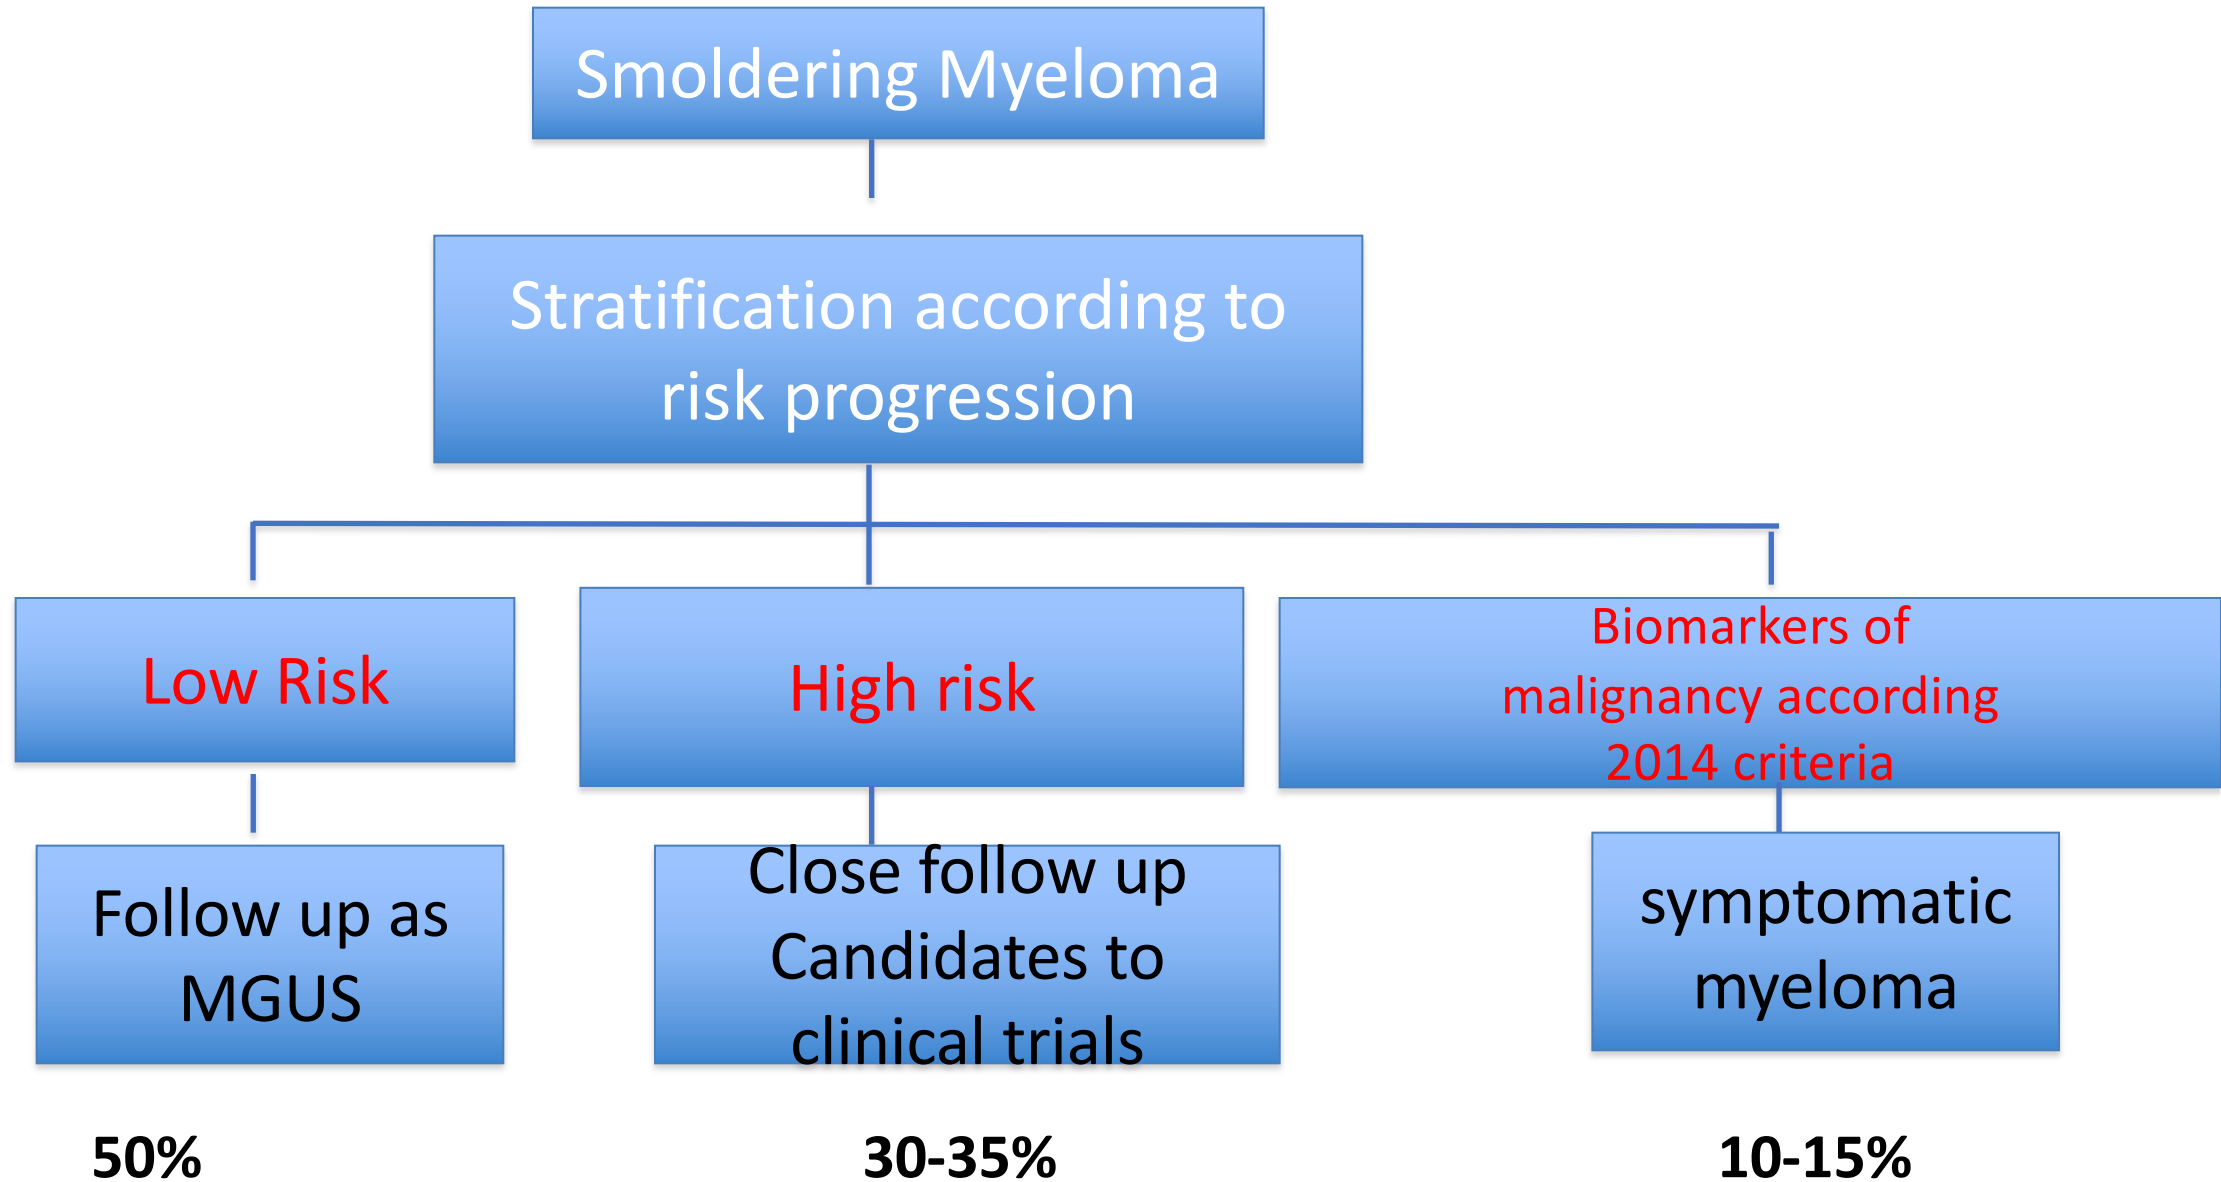 Smoldering Myeloma
Stratification according to
risk progression
Low Risk
High risk
Biomarkers of
malignancy according
2014 criteria
Follow up as
MGUS
Close follow up
Candidates to
clinical trials
symptomatic
myeloma
50%
30-35%
10-15%